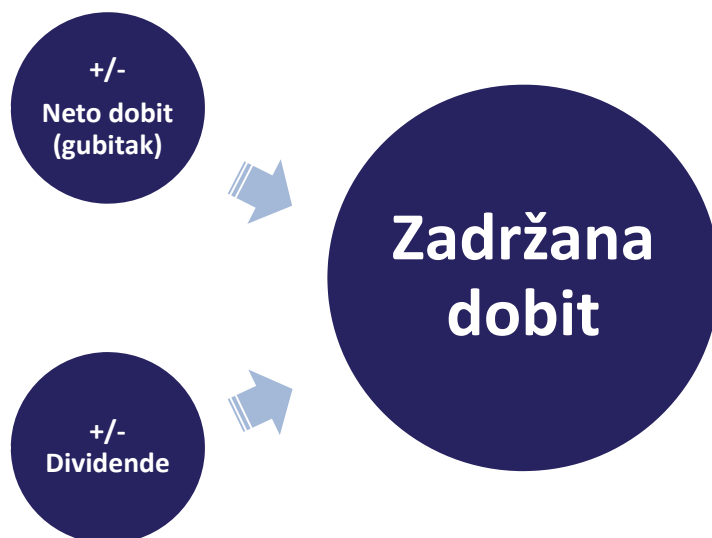 +/-
Neto dobit
(gubitak)
Zadržana
dobit
+/-
Dividende